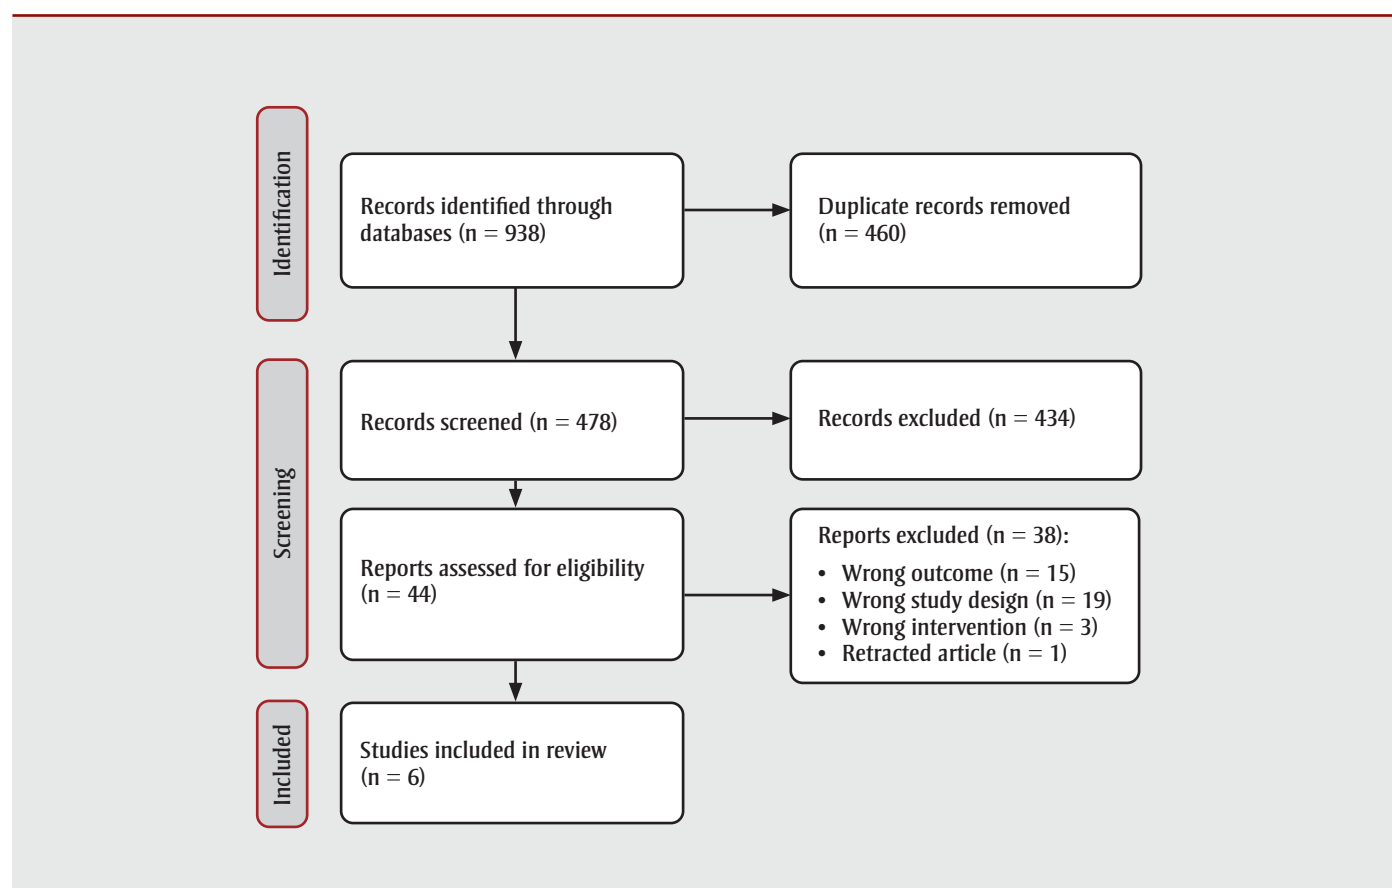 Identification
Records identified through
databases (n = 938)
Duplicate records removed
(n = 460)
Screening
Records screened (n = 478)
Records excluded (n = 434)
Reports assessed for eligibility
(n = 44)
Reports excluded (n = 38):
• Wrong outcome (n = 15)
• Wrong study design (n = 19)
• Wrong intervention (n = 3)
• Retracted article (n = 1)
Included
Studies included in review
(n = 6)